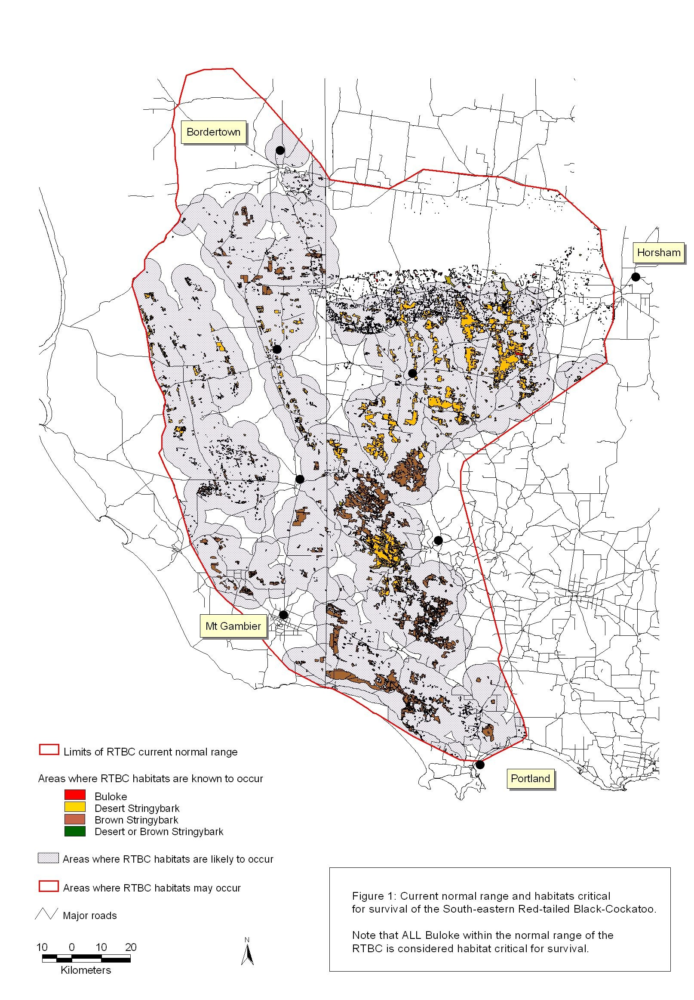 Bordertown
Horsham
Mt Gambier
Portland
Limits of RTBC current normal range
Areas where RTBC habitats are known to occur
Buloke
Desert Stringybark
Brown Stringybark
Desert or Brown Stringybark
Areas where RTBC habitats are likely to occur
Areas where RTBC habitats may occur
Major roads
10 0 10 20
Kilometers
N
Figure 1: Current normal range and habitats critical
for survival of the South-eastern Red-tailed Black-Cockatoo.
Note that ALL Buloke within the normal range of the
RTBC is considered habitat critical for survival.